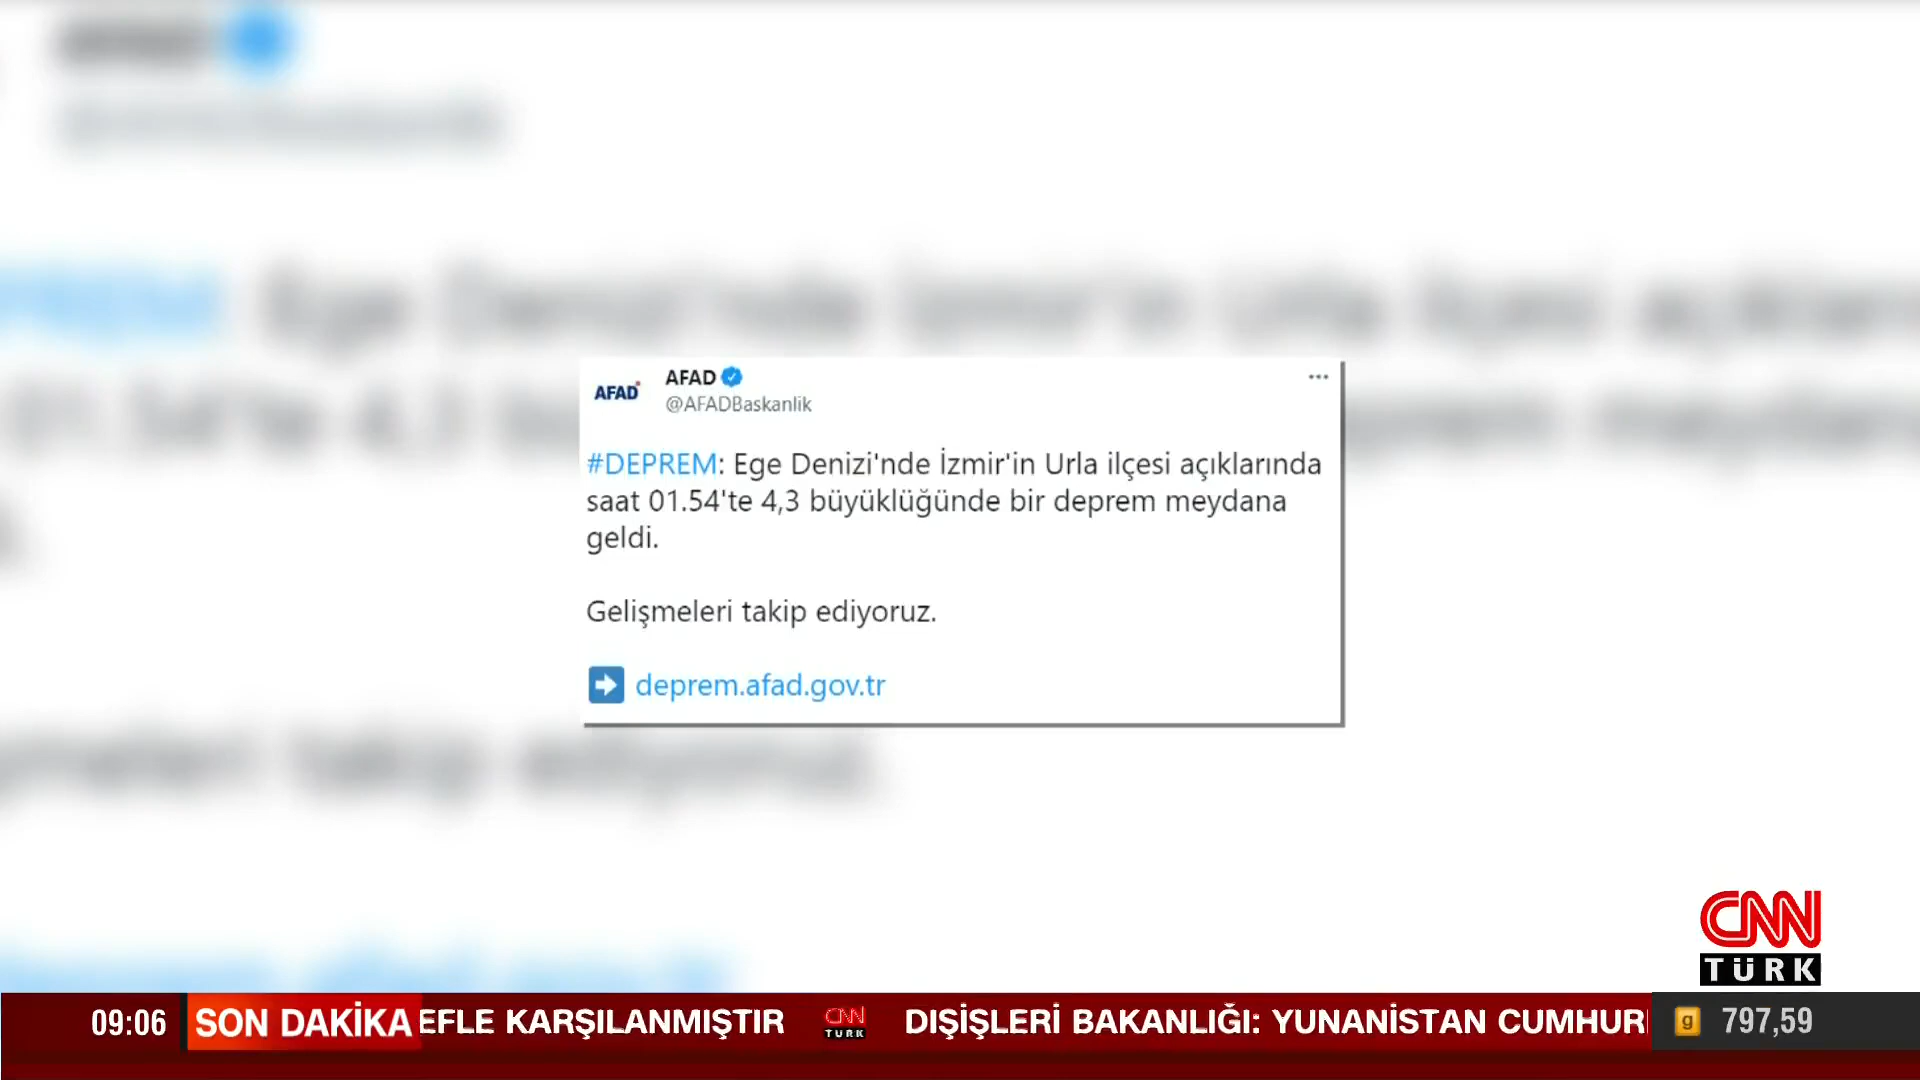 AFAD
AFAD
@AFADBaskanlik
#DEPREM: Ege Denizi'nde İzmir'in Urla ilçesi açıklarında
saat 01.54'te 4,3 büyüklüğünde bir deprem meydana
geldi.
Gelişmeleri takip ediyoruz.
deprem.afad.gov.tr
CNN
TÜRK
09:06 SON DAKİKA EFLE KARŞILANMIŞTIR CNN TÜRK DIŞİŞLERİ BAKANLIĞI: YUNANİSTAN CUMHUR g 797,59